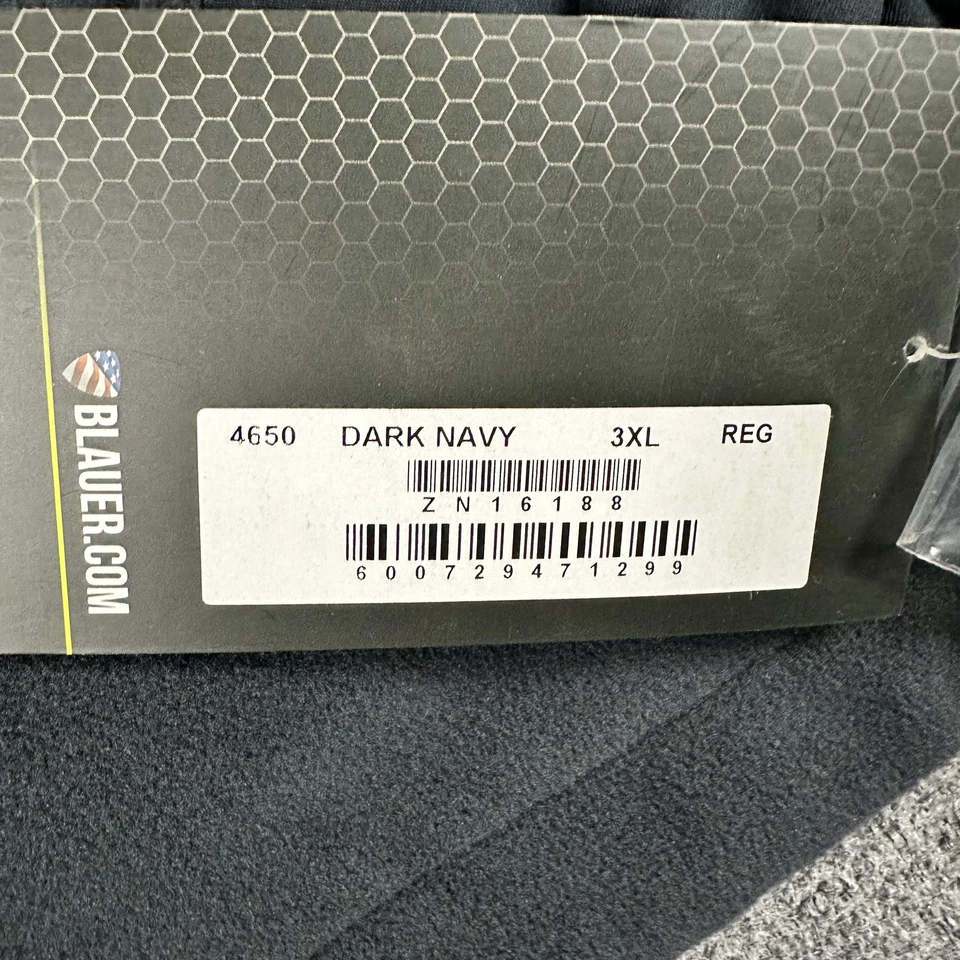 4650 DARK NAVY 3XL REG
ZN16188
600729471299
BLAUER.COM